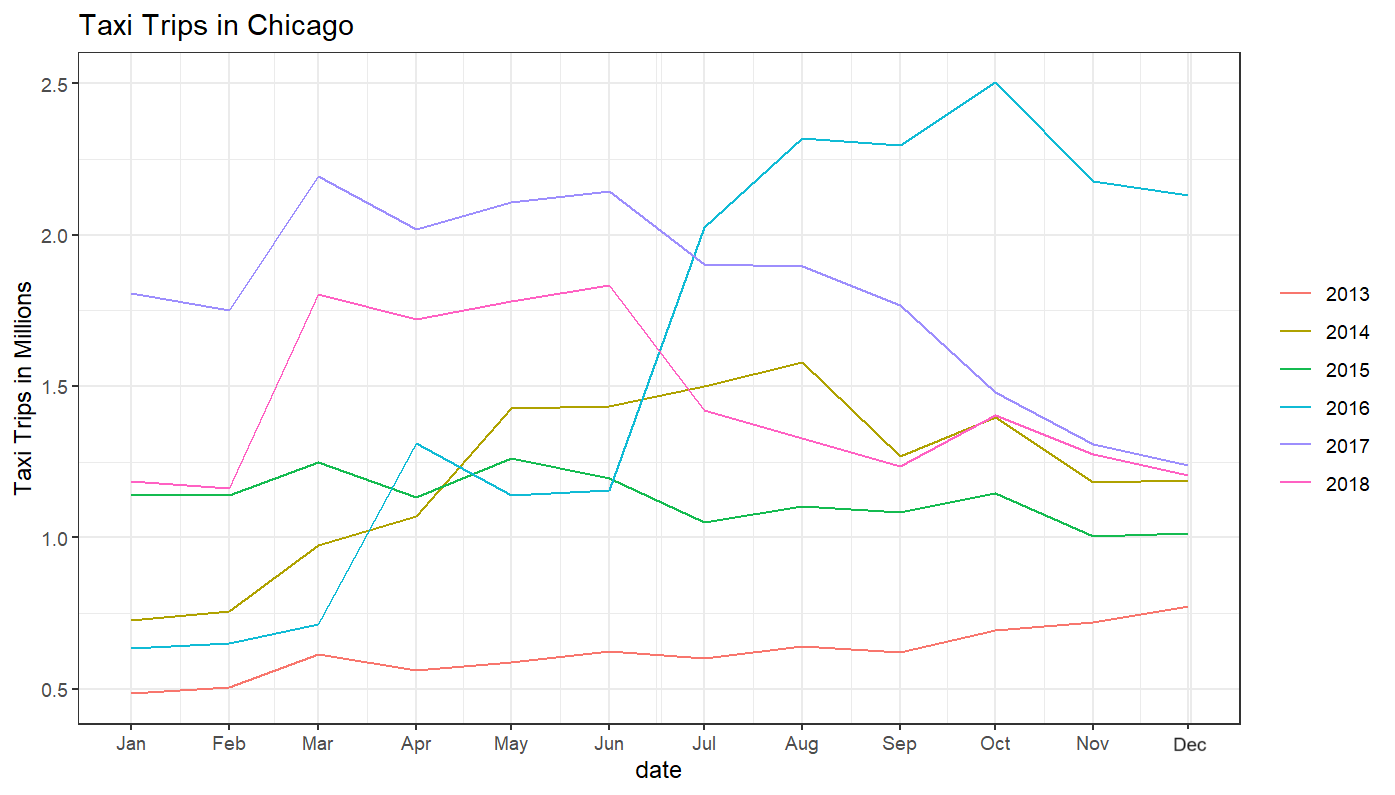 Taxi Trips in Chicago
Taxi Trips in Millions
2.5
2.0
1.5
1.0
0.5
Jan Feb Mar Apr May Jun Jul Aug Sep Oct Nov Dec
date
2013
2014
2015
2016
2017
2018